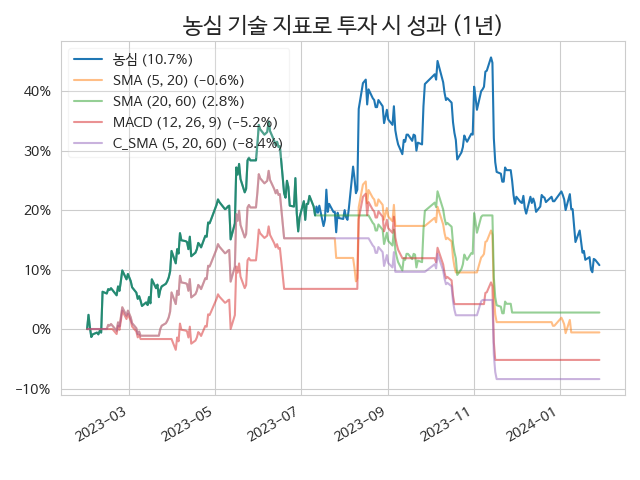 농심 기술 지표로 투자 시 성과 (1년)
농심 (10.7%)
SMA (5, 20) (−0.6%)
SMA (20, 60) (2.8%)
MACD (12, 26, 9) (−5.2%)
C_SMA (5, 20, 60) (−8.4%)
40%
30%
20%
10%
0%
−10%
2023−03
2023−05
2023−07
2023−09
2023−11
2024−01